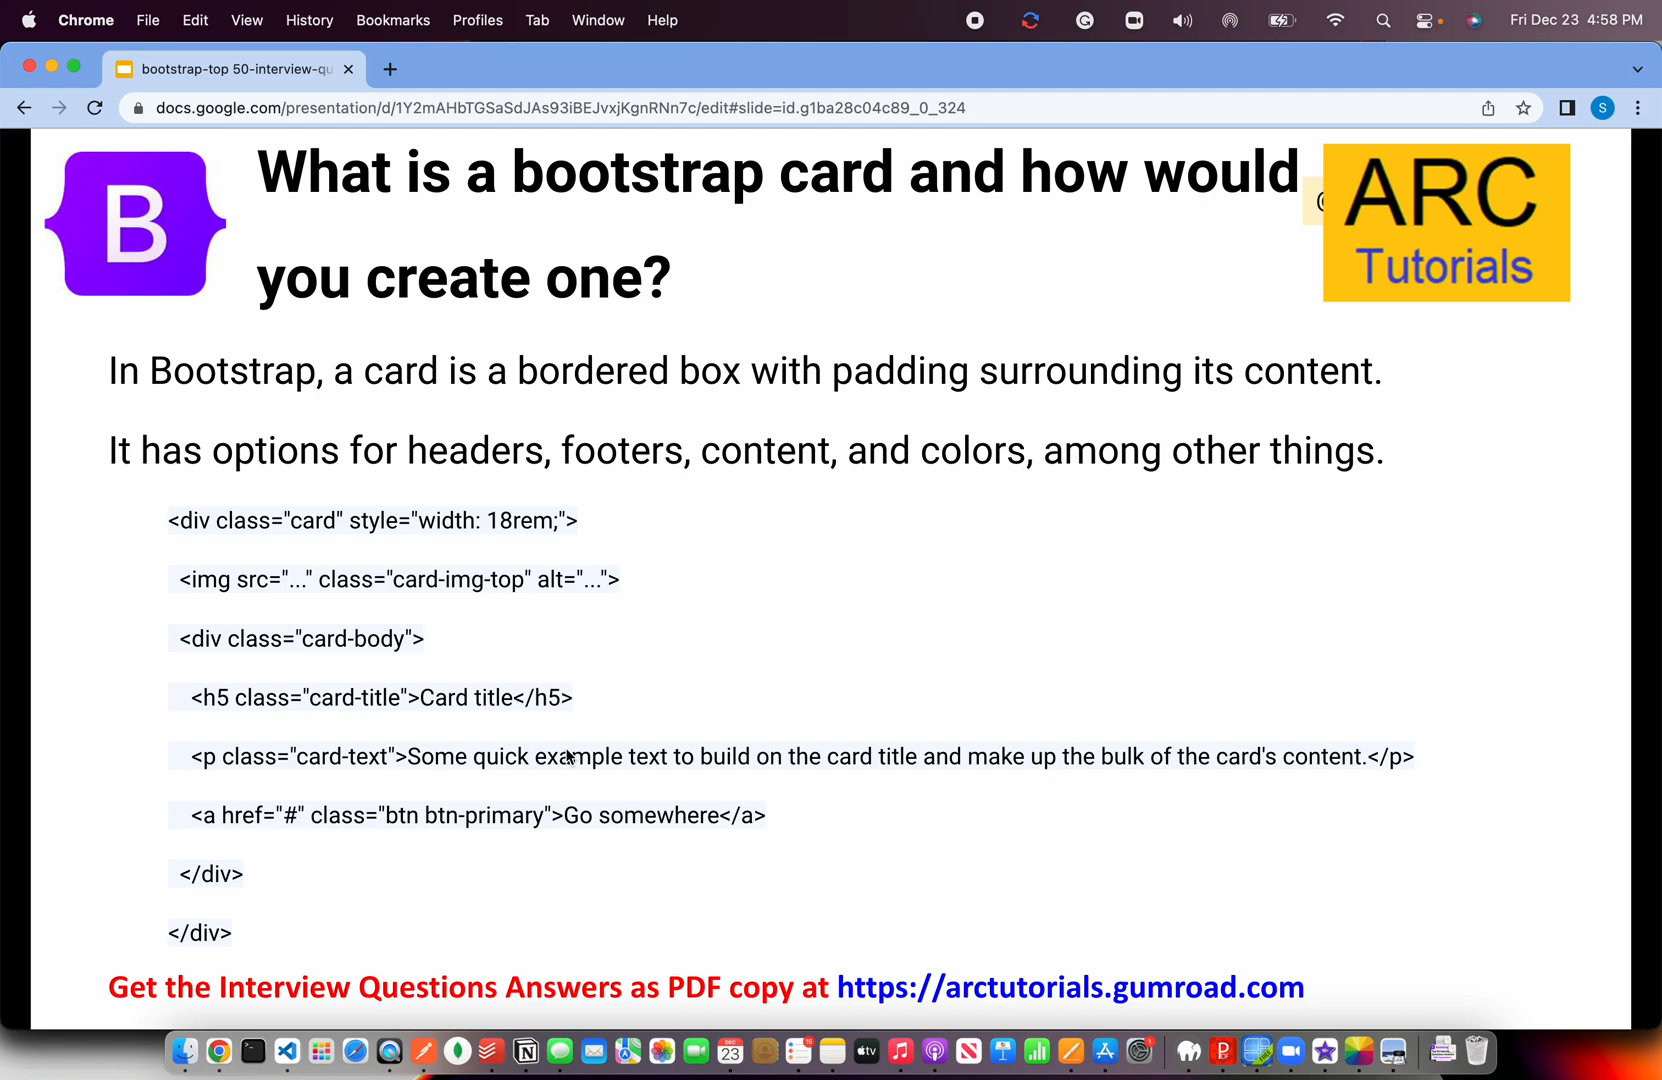 Chrome File Edit View History Bookmarks Profiles Tab Window Help Fri Dec 23 4:58 PM
bootstrap-top 50-interview-qu
docs.google.com/presentation/d/1Y2mAHbTGSaSdJAs93iBEJvxjKgnRNn7c/edit#slide=id.g1ba28c04c89_0_324
S
B
What is a bootstrap card and how would
you create one?
ARC
Tutorials
In Bootstrap, a card is a bordered box with padding surrounding its content.
It has options for headers, footers, content, and colors, among other things.
<div class="card" style="width: 18rem;">
<img src="..." class="card-img-top" alt="...">
<div class="card-body">
<h5 class="card-title">Card title</h5>
<p class="card-text">Some quick example text to build on the card title and make up the bulk of the card's content.</p>
<a href="#" class="btn btn-primary">Go somewhere</a>
</div>
</div>
Get the Interview Questions Answers as PDF copy at https://arctutorials.gumroad.com
DEC
23
tv